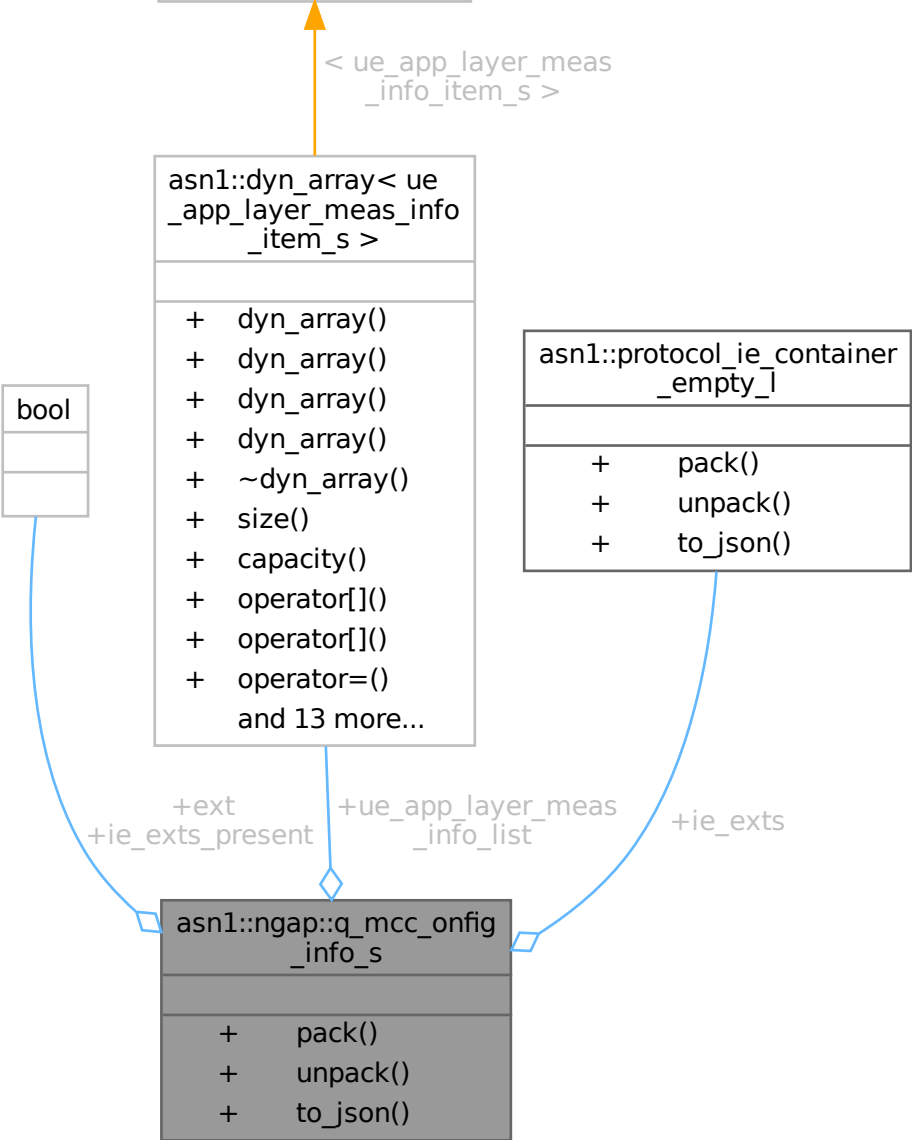 < ue_app_layer_meas
_info_item_s >
asn1::dyn_array< ue
_app_layer_meas_info
_item_s >
+ dyn_array()
+ dyn_array()
+ dyn_array()
+ dyn_array()
+ ~dyn_array()
+ size()
+ capacity()
+ operator[]()
+ operator[]()
+ operator=()
and 13 more...
asn1::protocol_ie_container
_empty_l
+ pack()
+ unpack()
+ to_json()
bool
+ext
+ie_exts_present
+ue_app_layer_meas
_info_list
+ie_exts
asn1::ngap::q_mcc_onfig
_info_s
+ pack()
+ unpack()
+ to_json()